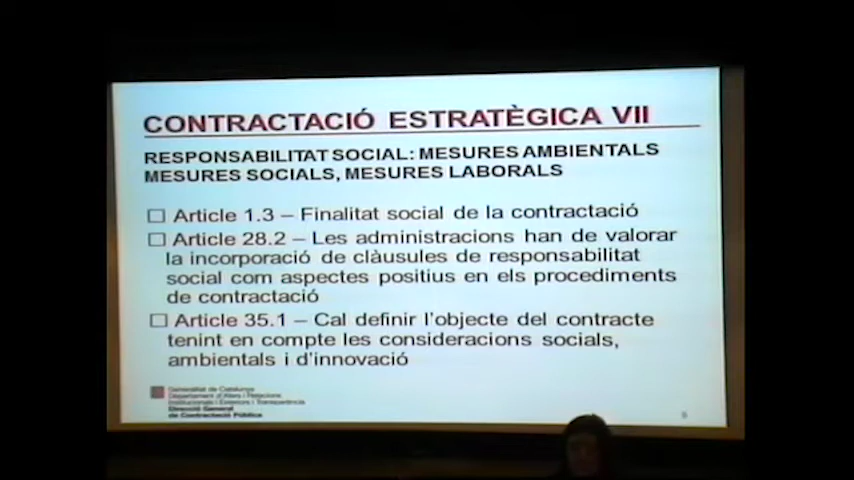 CONTRACTACIÓ ESTRATÈGICA VII
RESPONSABILITAT SOCIAL: MESURES AMBIENTALS
MESURES SOCIALS, MESURES LABORALS
□ Article 1.3 – Finalitat social de la contractació
□ Article 28.2 – Les administracions han de valorar
la incorporació de clàusules de responsabilitat
social com aspectes positius en els procediments
de contractació
□ Article 35.1 – Cal definir l'objecte del contracte
tenint en compte les consideracions socials,
ambientals i d'innovació
Generalitat de Catalunya
Departament d'Afers i Relacions
Institucionals i Exteriors i Transparència
Direcció General
de Contractació Pública